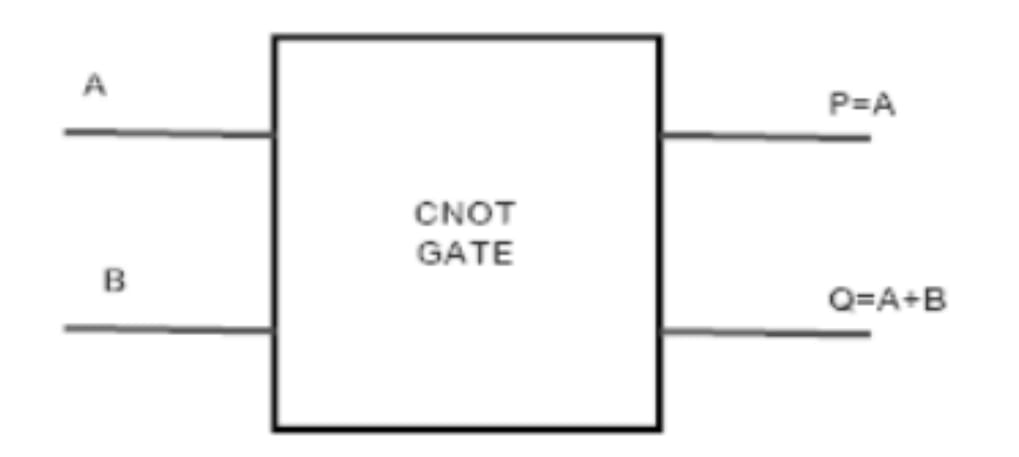 A
P=A
CNOT
GATE
B
Q=A+B